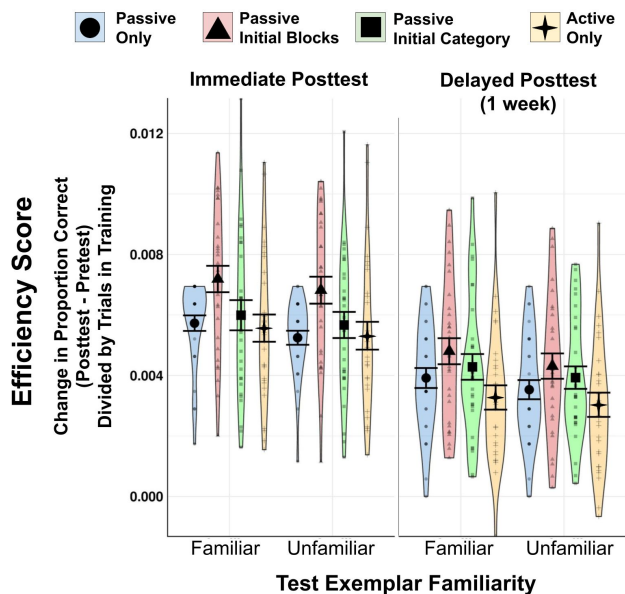 Passive Only
Passive Initial Blocks
Passive Initial Category
Active Only
Immediate Posttest
Delayed Posttest
(1 week)
Efficiency Score
Change in Proportion Correct
(Posttest - Pretest)
Divided by Trials in Training
0.012
0.008
0.004
0.000
Familiar
Unfamiliar
Familiar
Unfamiliar
Test Exemplar Familiarity